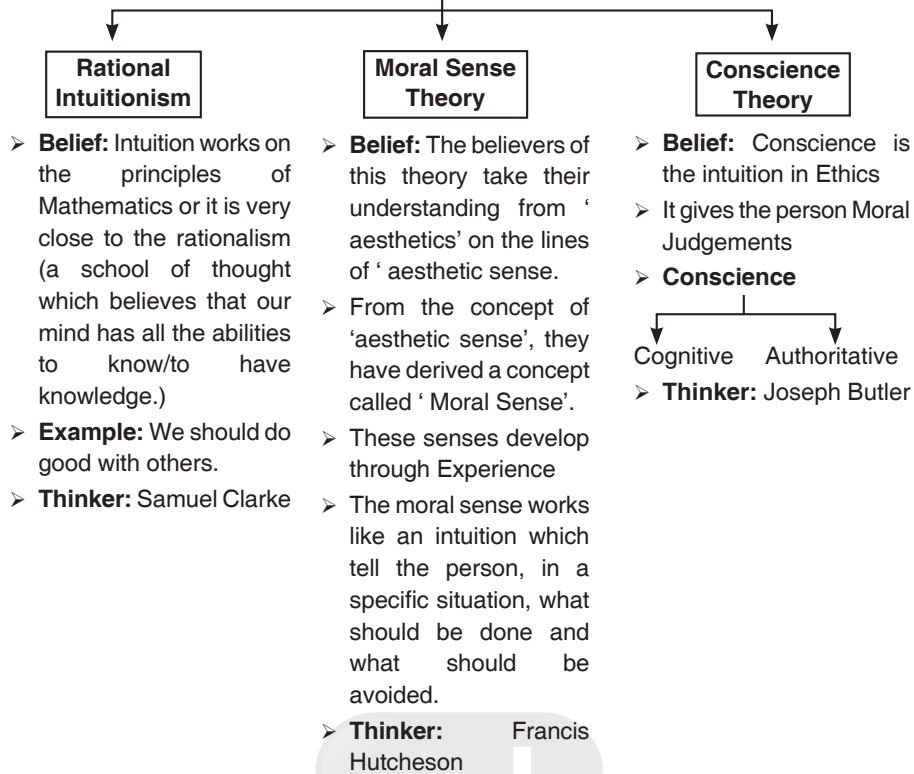 Rational
Intuitionism
➢ Belief: Intuition works on
the principles of
Mathematics or it is very
close to the rationalism
(a school of thought
which believes that our
mind has all the abilities
to know/to have
knowledge.)
➢ Example: We should do
good with others.
➢ Thinker: Samuel Clarke
Moral Sense
Theory
➢ Belief: The believers of
this theory take their
understanding from ‘
aesthetics’ on the lines
of ‘ aesthetic sense.
➢ From the concept of
‘aesthetic sense’, they
have derived a concept
called ‘ Moral Sense’.
➢ These senses develop
through Experience
➢ The moral sense works
like an intuition which
tell the person, in a
specific situation, what
should be done and
what should be
avoided.
➢ Thinker: Francis
Hutcheson
Conscience
Theory
➢ Belief: Conscience is
the intuition in Ethics
➢ It gives the person Moral
Judgements
➢ Conscience
Cognitive Authoritative
➢ Thinker: Joseph Butler